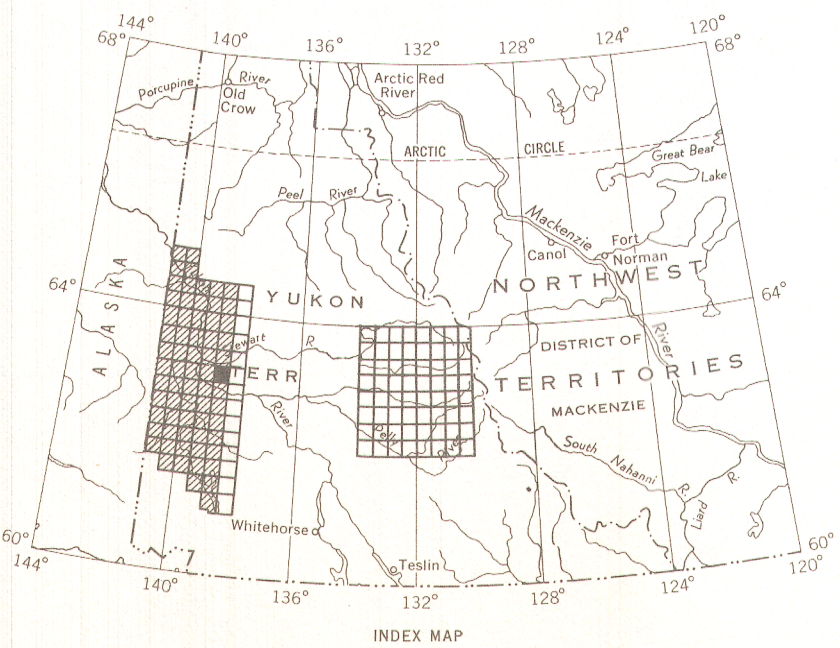 144°
68°
140°
136°
132°
128°
124°
120°
68°
Porcupine River
Old
Crow
Arctic Red
River
ARCTIC CIRCLE
Great Bear
Lake
Peel River
Mackenzie
Canol
Fort
Norman
ALASKA
64°
YUKON
NORTHWEST
64°
ewart R
TERR
DISTRICT OF
River
TERRITORIES
MACKENZIE
River
Pelly
River
South Nahanni R.
Liard R.
Whitehorse
Teslin
60°
144°
140°
136°
132°
128°
124°
60°
120°
INDEX MAP